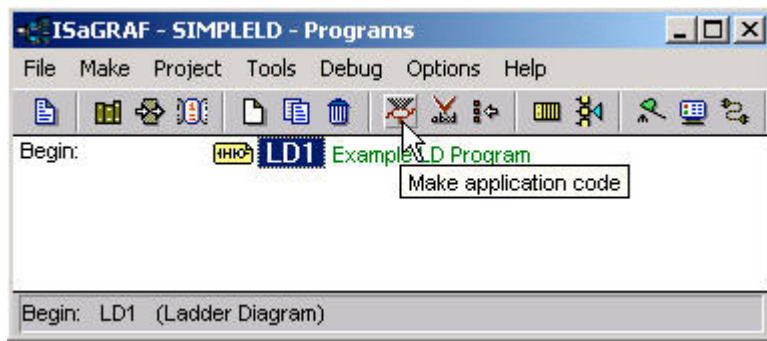 ISaGRAF - SIMPLELD - Programs
File Make Project Tools Debug Options Help
Begin: LD1 Example LD Program
Make application code
Begin: LD1 (Ladder Diagram)